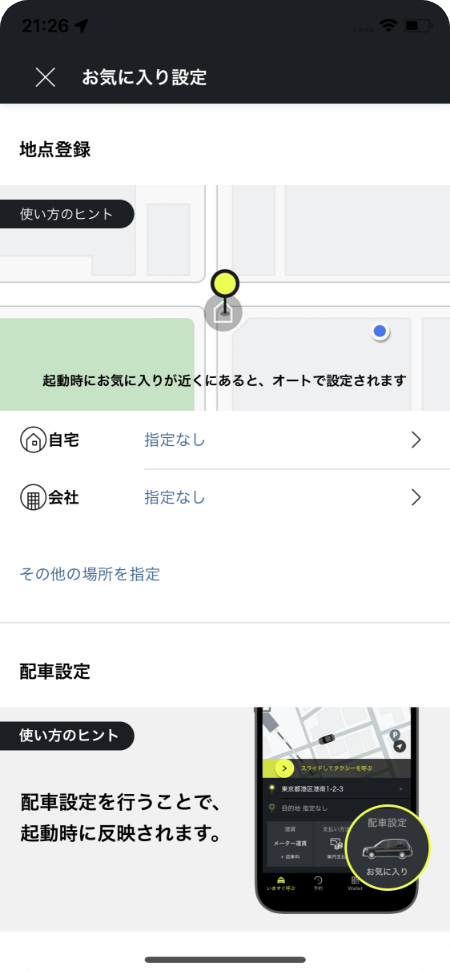 21:26
お気に入り設定
地点登録
使い方のヒント
起動時にお気に入りが近くにあると、オートで設定されます
自宅
指定なし
会社
指定なし
その他の場所を指定
配車設定
使い方のヒント
配車設定を行うことで、
起動時に反映されます。
P
スライドしてタクシーを呼ぶ
東京都港区港南1-2-3
目的地 指定なし
運賃
支払い方法
メーター運賃
+ 迎車料
車内支払い
いますぐ呼ぶ
予約
Wallet
配車設定
お気に入り